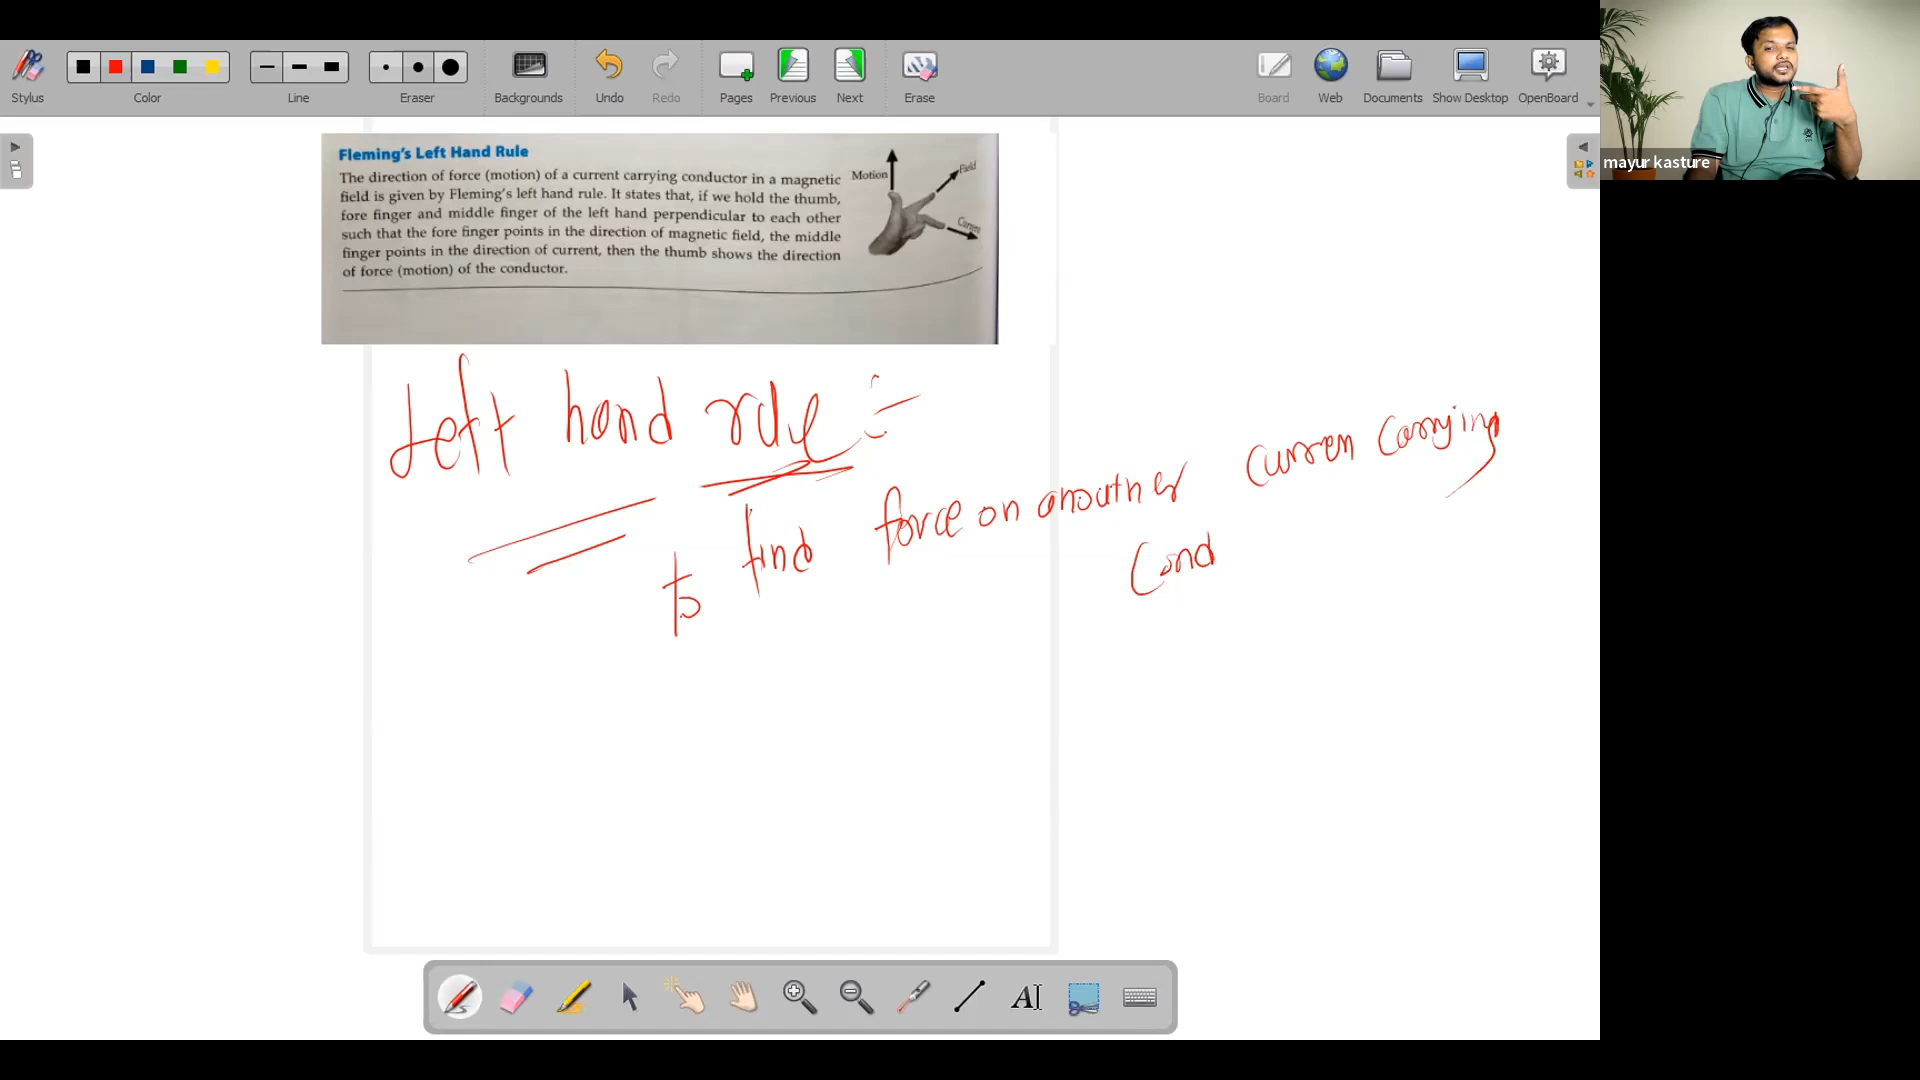 Stylus
Color
Line
Eraser
Backgrounds
Undo
Redo
Pages
Previous
Next
Erase
Board
Web
Documents
Show Desktop
OpenBoard
mayur kasture
Fleming's Left Hand Rule
The direction of force (motion) of a current carrying conductor in a magnetic
field is given by Fleming's left hand rule. It states that, if we hold the thumb,
fore finger and middle finger of the left hand perpendicular to each other
such that the fore finger points in the direction of magnetic field, the middle
finger points in the direction of current, then the thumb shows the direction
of force (motion) of the conductor.
Motion
Field
Current
Left hand rule :-
to find force on another curren carrying
Cond
AI